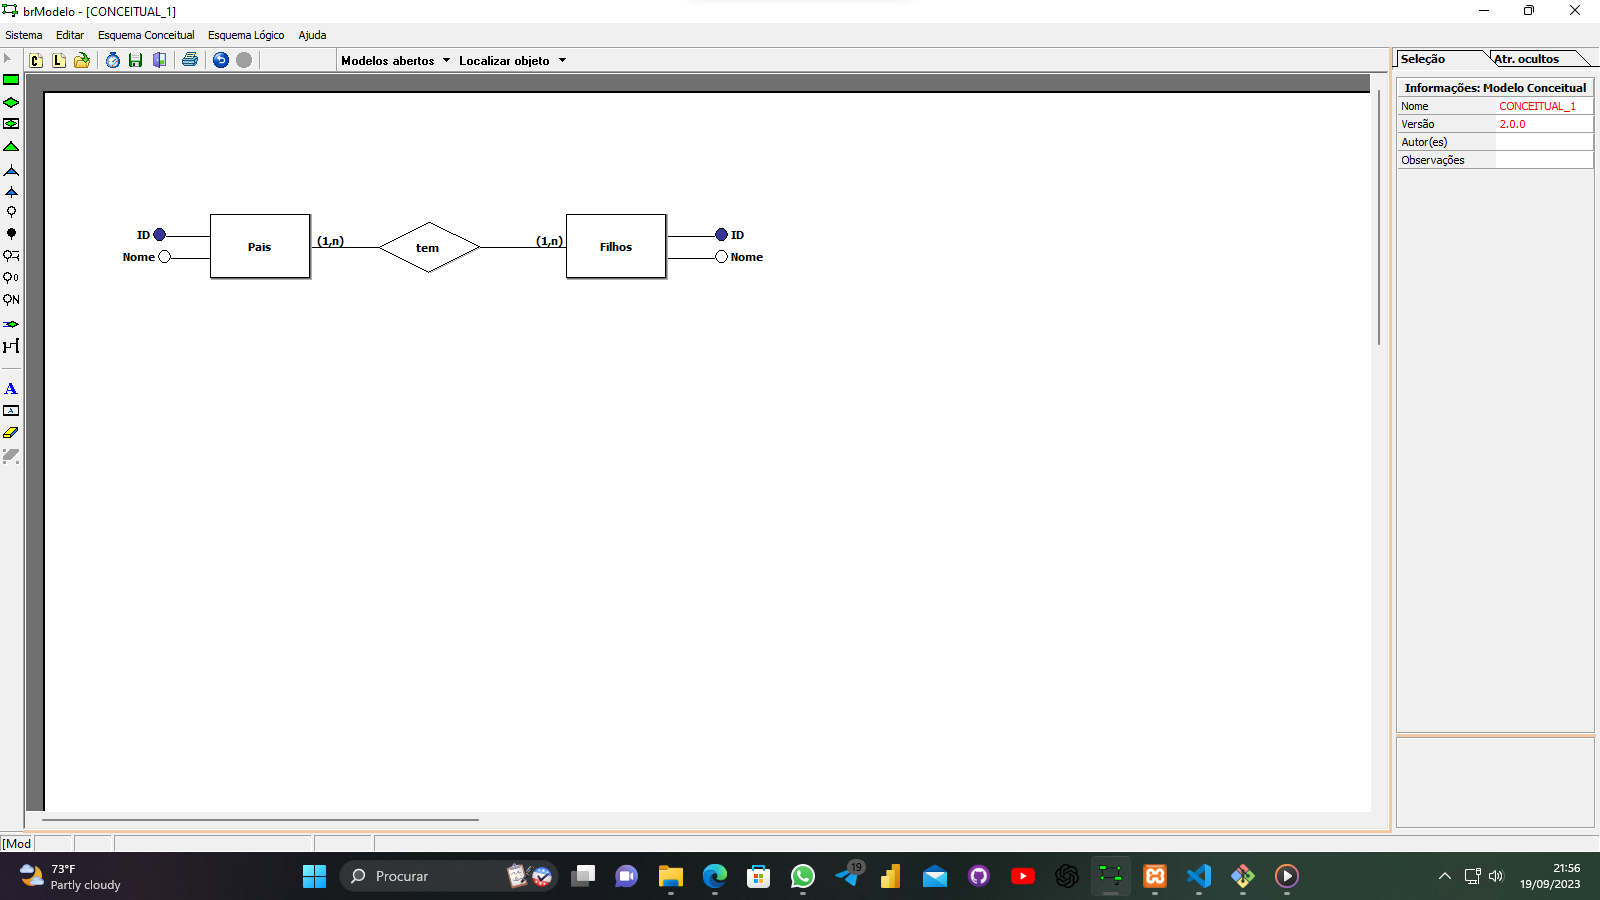 brModelo - [CONCEITUAL_1]
Sistema Editar Esquema Conceitual Esquema Lógico Ajuda
C L Modelos abertos Localizar objeto
Seleção Atr. ocultos
Informações: Modelo Conceitual
Nome CONCEITUAL_1
Versão 2.0.0
Autor(es)
Observações
ID Pais (1,n) tem (1,n) Filhos ID
Nome Nome
0
N
A
A
[Mod
73°F
Partly cloudy
Procurar
19
21:56
19/09/2023